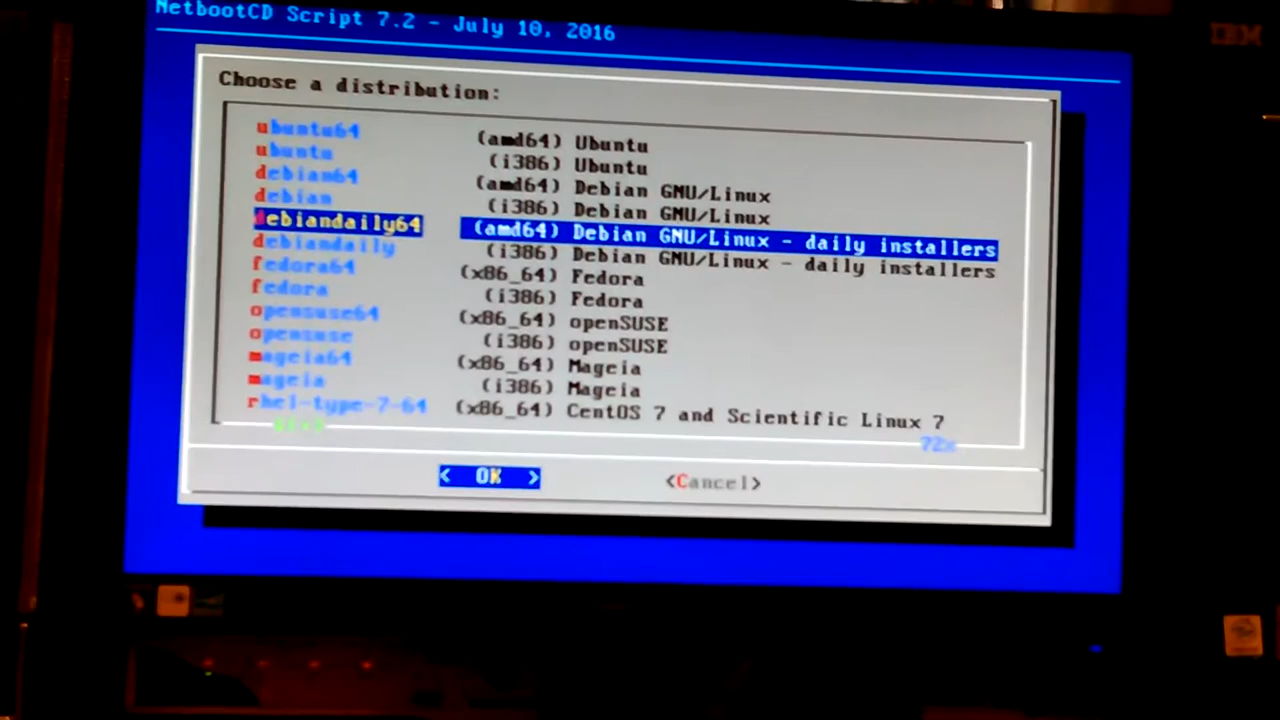 NetbootCD Script 7.2 - July 10, 2016
IBM
Choose a distribution:
ubuntu64 (amd64) Ubuntu
ubuntu (i386) Ubuntu
debian64 (amd64) Debian GNU/Linux
debian (i386) Debian GNU/Linux
debiandaily64 (amd64) Debian GNU/Linux - daily installers
debiandaily (i386) Debian GNU/Linux - daily installers
fedora64 (x86_64) Fedora
fedora (i386) Fedora
opensuse64 (x86_64) openSUSE
opensuse (i386) openSUSE
mageia64 (x86_64) Mageia
mageia (i386) Mageia
rhel-type-7-64 (x86_64) CentOS 7 and Scientific Linux 7
72%
< OK > <Cancel>